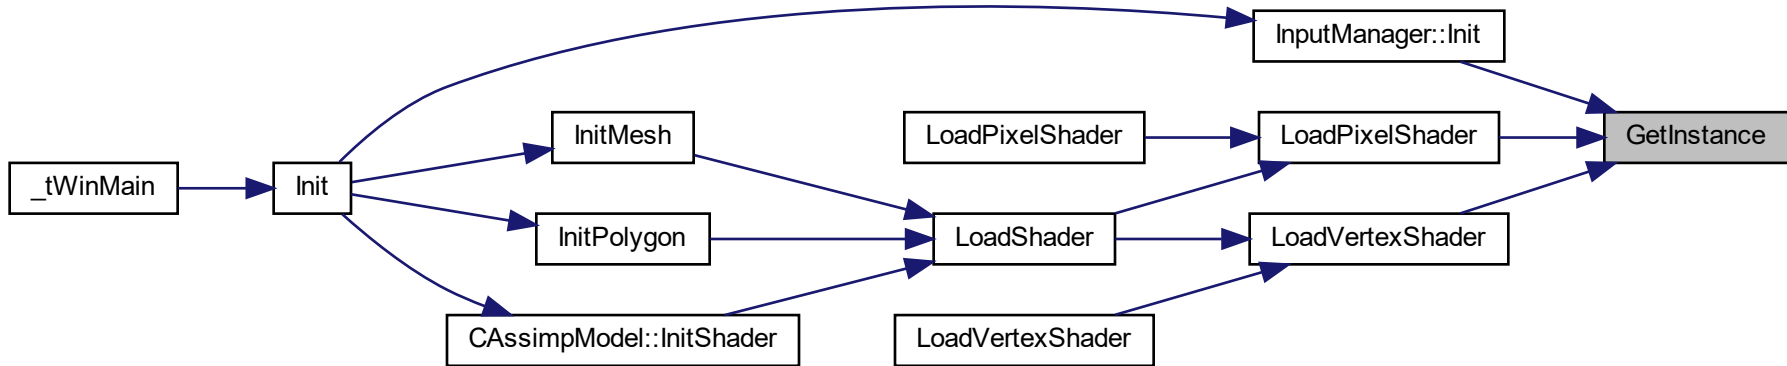 InputManager::Init
InitMesh
LoadPixelShader
LoadPixelShader
GetInstance
_tWinMain
Init
InitPolygon
LoadShader
LoadVertexShader
CAssimpModel::InitShader
LoadVertexShader